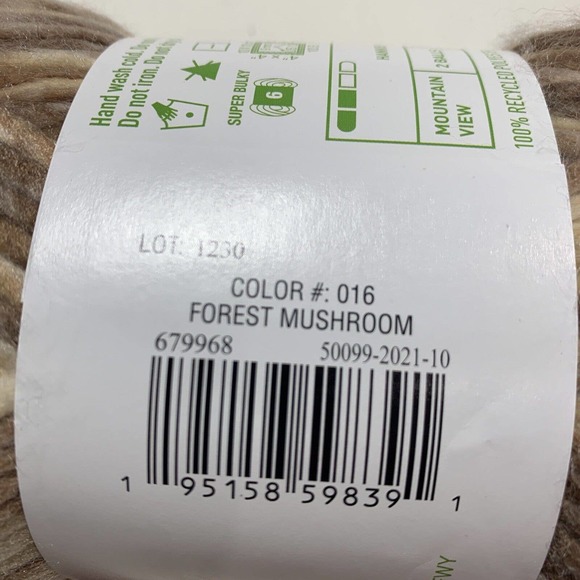 Hand wash cold. Do
Do not iron. Do not
SUPER BULKY
6
MOUNTAIN
VIEW
100% RECYCLED
LOT: 1230
COLOR #: 016
FOREST MUSHROOM
679968 50099-2021-10
1 95158 59839 1